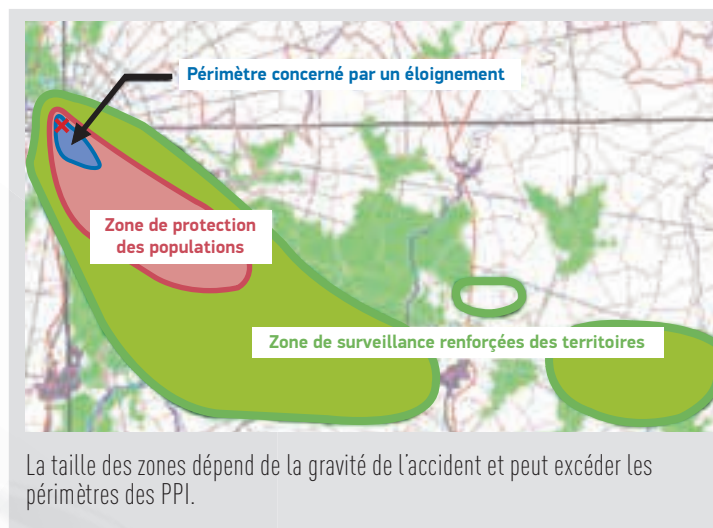 Périmètre concerné par un éloignement
Zone de protection
des populations
Zone de surveillance renforçées des territoires
La taille des zones dépend de la gravité de l'accident et peut excéder les
périmètres des PPI.